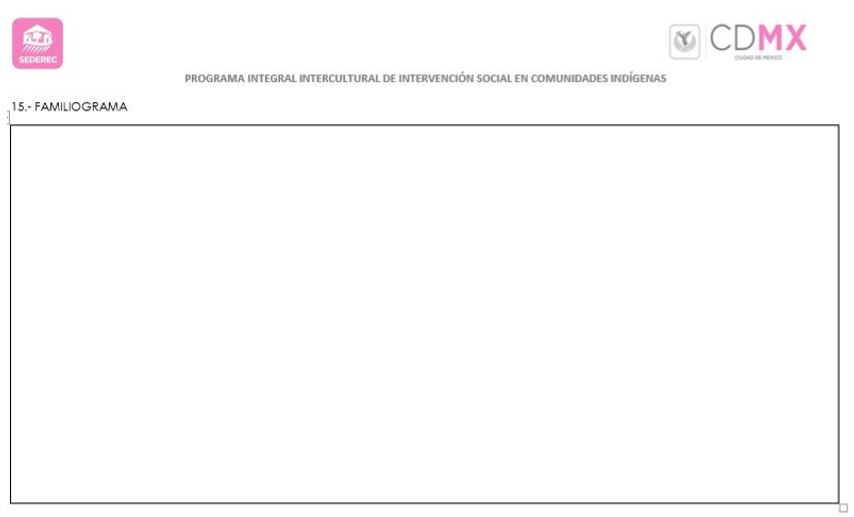 SEDEREC
CDMX
CIUDAD DE MÉXICO
PROGRAMA INTEGRAL INTERCULTURAL DE INTERVENCIÓN SOCIAL EN COMUNIDADES INDÍGENAS
15.- FAMILIOGRAMA